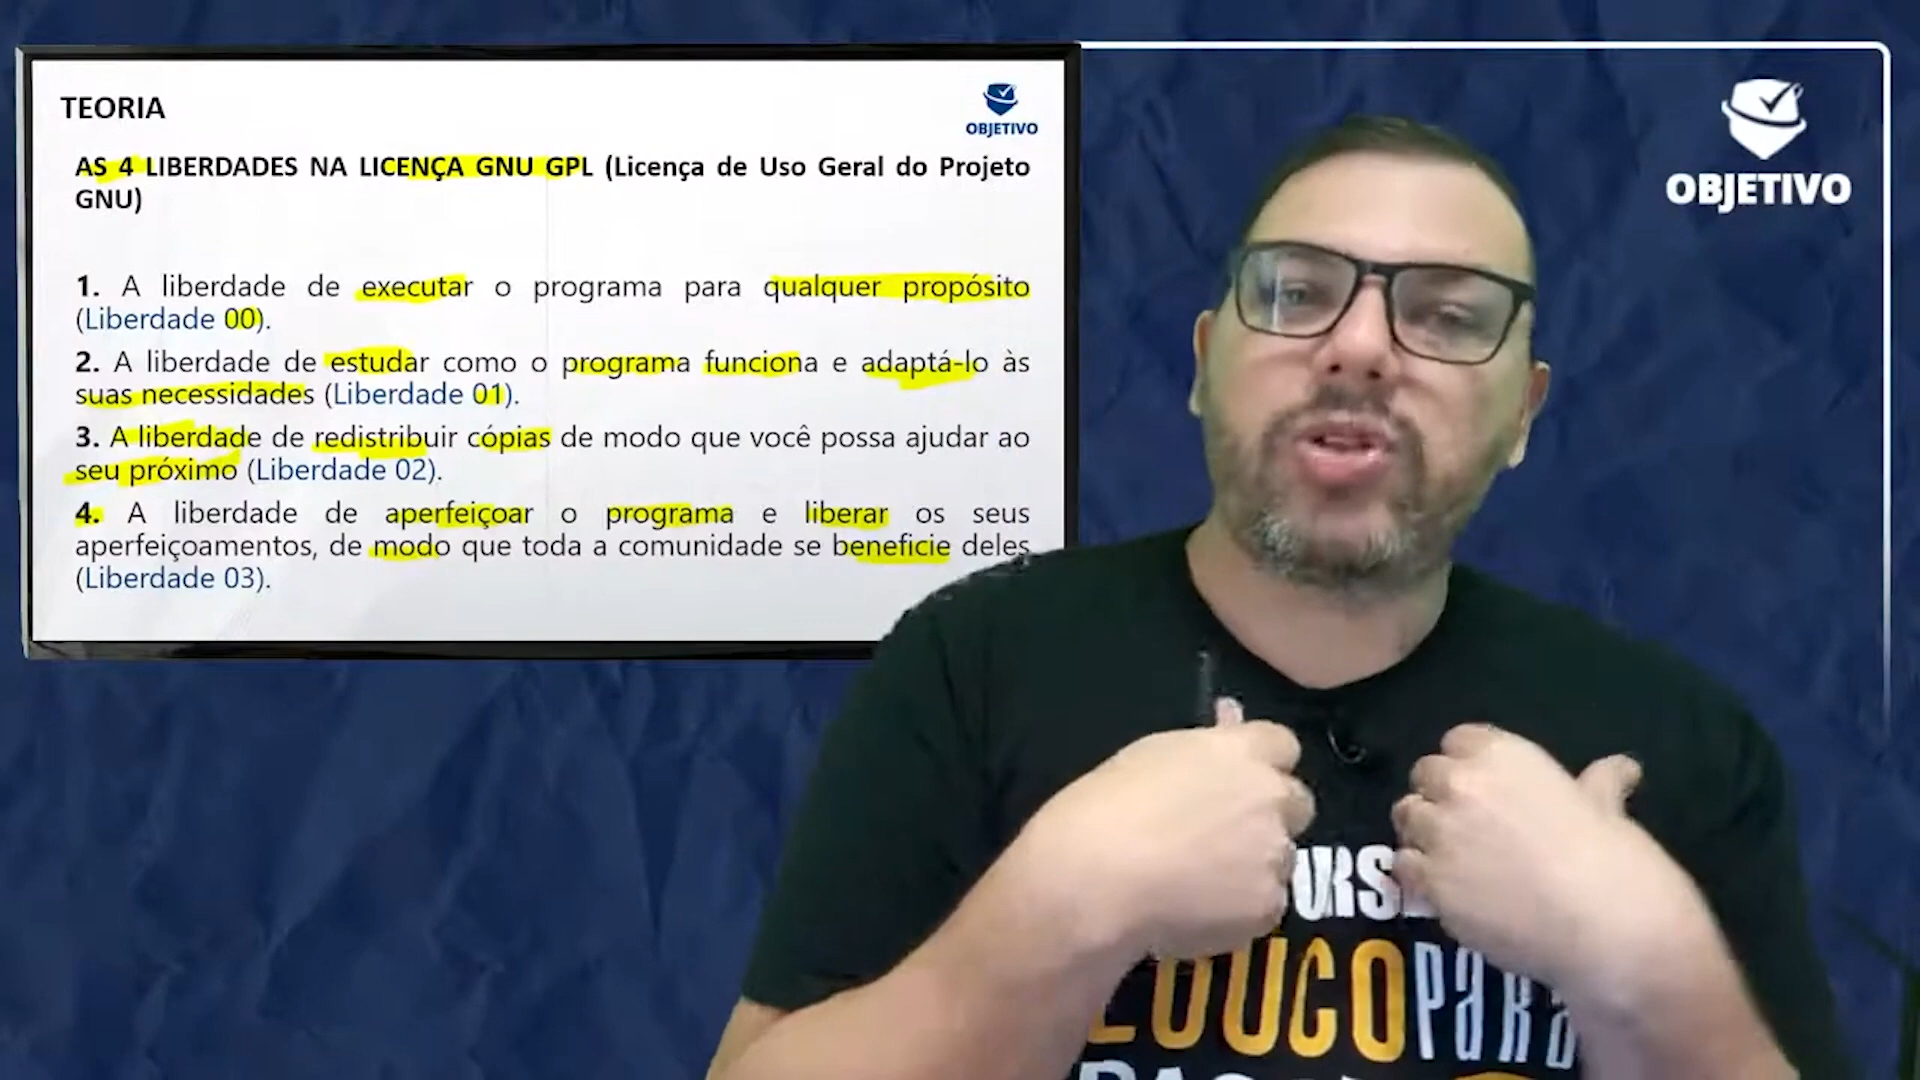 TEORIA
OBJETIVO
AS 4 LIBERDADES NA LICENÇA GNU GPL (Licença de Uso Geral do Projeto
GNU)
1. A liberdade de executar o programa para qualquer propósito
(Liberdade 00).
2. A liberdade de estudar como o programa funciona e adaptá-lo às
suas necessidades (Liberdade 01).
3. A liberdade de redistribuir cópias de modo que você possa ajudar ao
seu próximo (Liberdade 02).
4. A liberdade de aperfeiçoar o programa e liberar os seus
aperfeiçoamentos, de modo que toda a comunidade se beneficie deles
(Liberdade 03).
OBJETIVO
LOUCO PARA